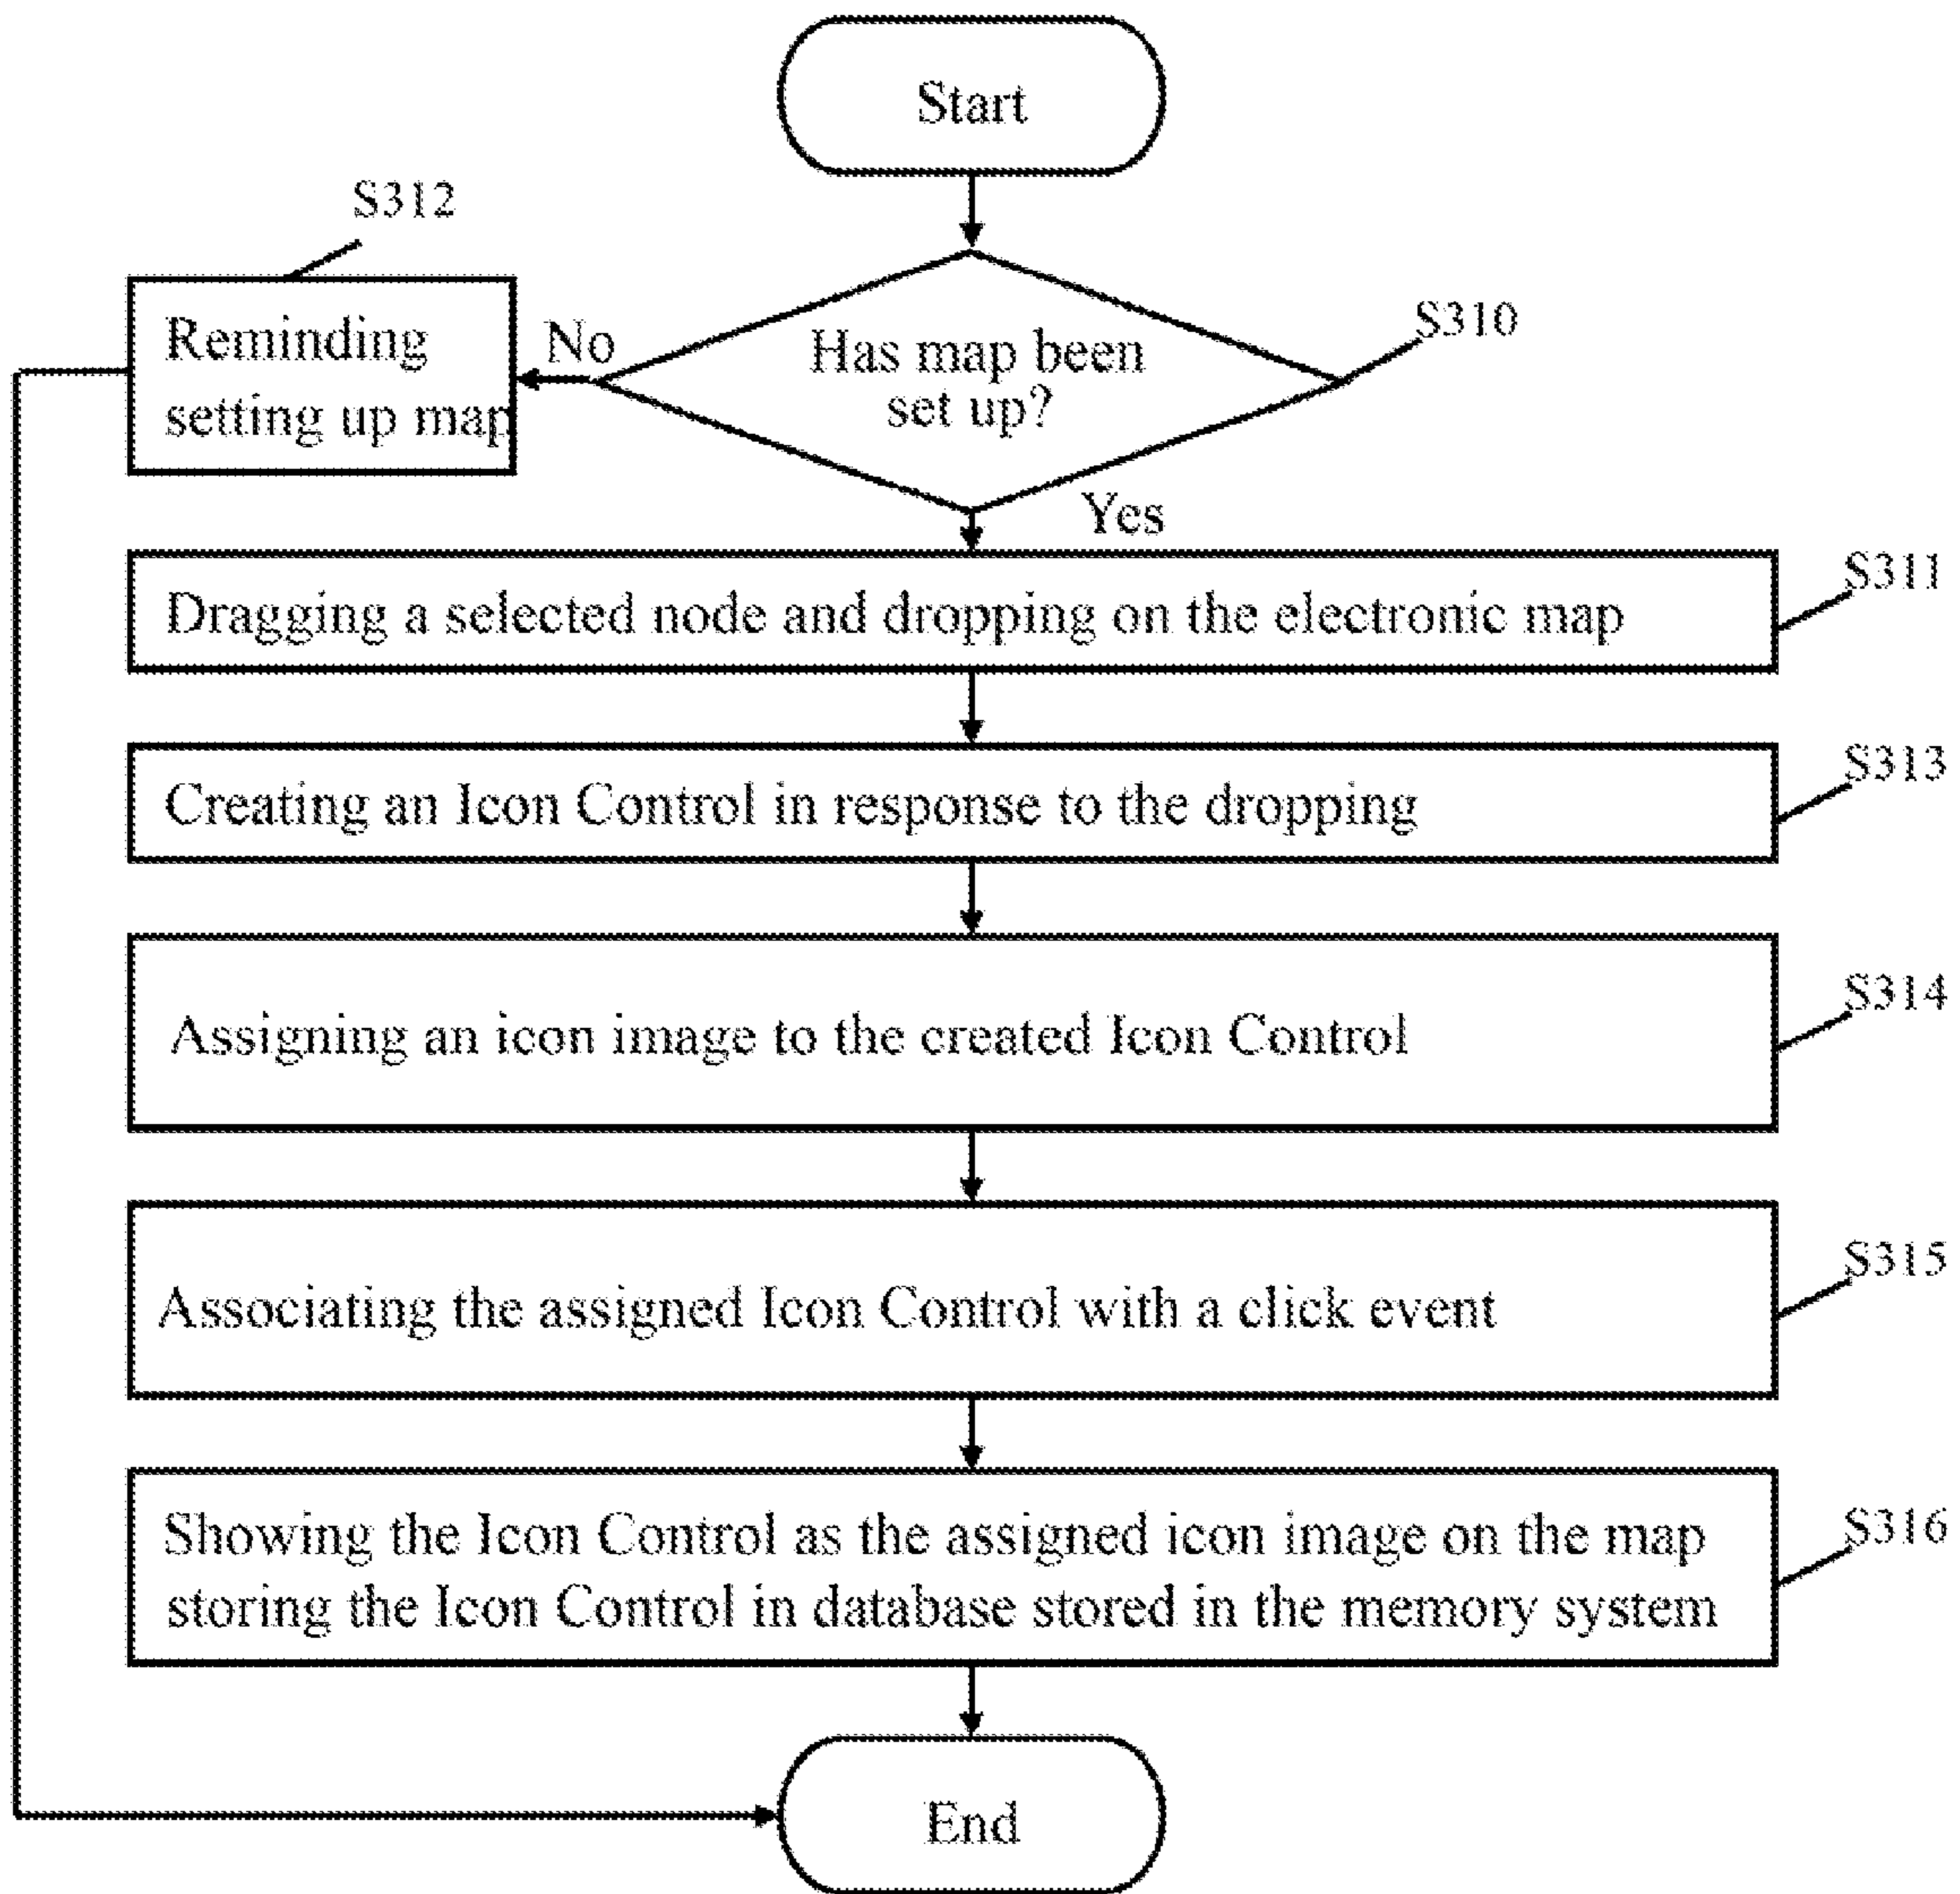 Start
S312
Reminding
setting up map
No
Has map been
set up?
S310
Yes
Dragging a selected node and dropping on the electronic map
S311
Creating an Icon Control in response to the dropping
S313
Assigning an icon image to the created Icon Control
S314
Associating the assigned Icon Control with a click event
S315
Showing the Icon Control as the assigned icon image on the map
storing the Icon Control in database stored in the memory system
S316
End